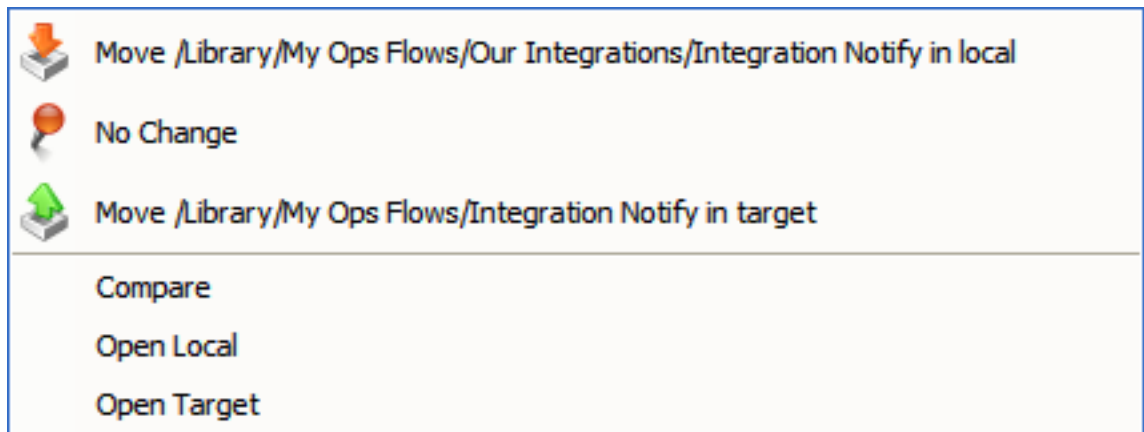 Move /Library/My Ops Flows/Our Integrations/Integration Notify in local
No Change
Move /Library/My Ops Flows/Integration Notify in target
Compare
Open Local
Open Target